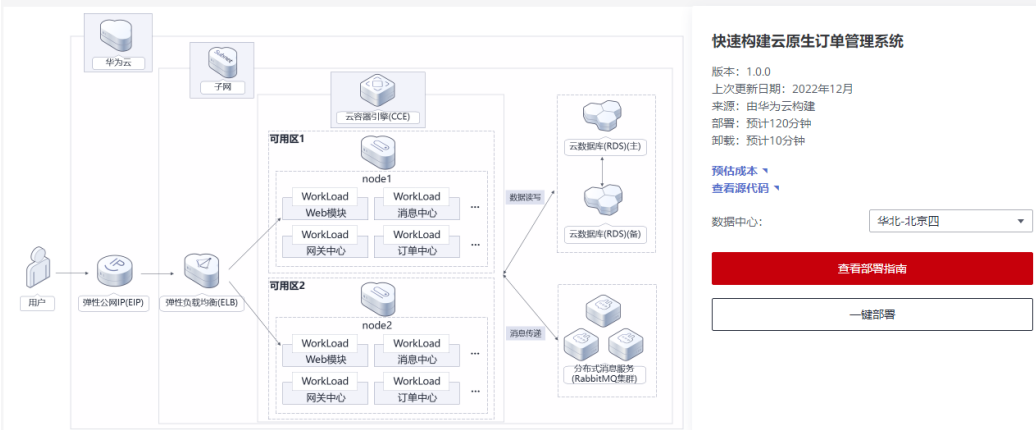 华为云
Subnet
子网
云容器引擎(CCE)
可用区1
node1
WorkLoad
Web模块
WorkLoad
消息中心
...
WorkLoad
网关中心
WorkLoad
订单中心
...
可用区2
node2
WorkLoad
Web模块
WorkLoad
消息中心
...
WorkLoad
网关中心
WorkLoad
订单中心
...
用户
IP
弹性公网IP(EIP)
弹性负载均衡(ELB)
数据读写
消息传递
云数据库(RDS)(主)
云数据库(RDS)(备)
分布式消息服务
(RabbitMQ集群)
快速构建云原生订单管理系统
版本：1.0.0
上次更新日期：2022年12月
来源：由华为云构建
部署：预计120分钟
卸载：预计10分钟
预估成本
查看源代码
数据中心：
华北-北京四
查看部署指南
一键部署